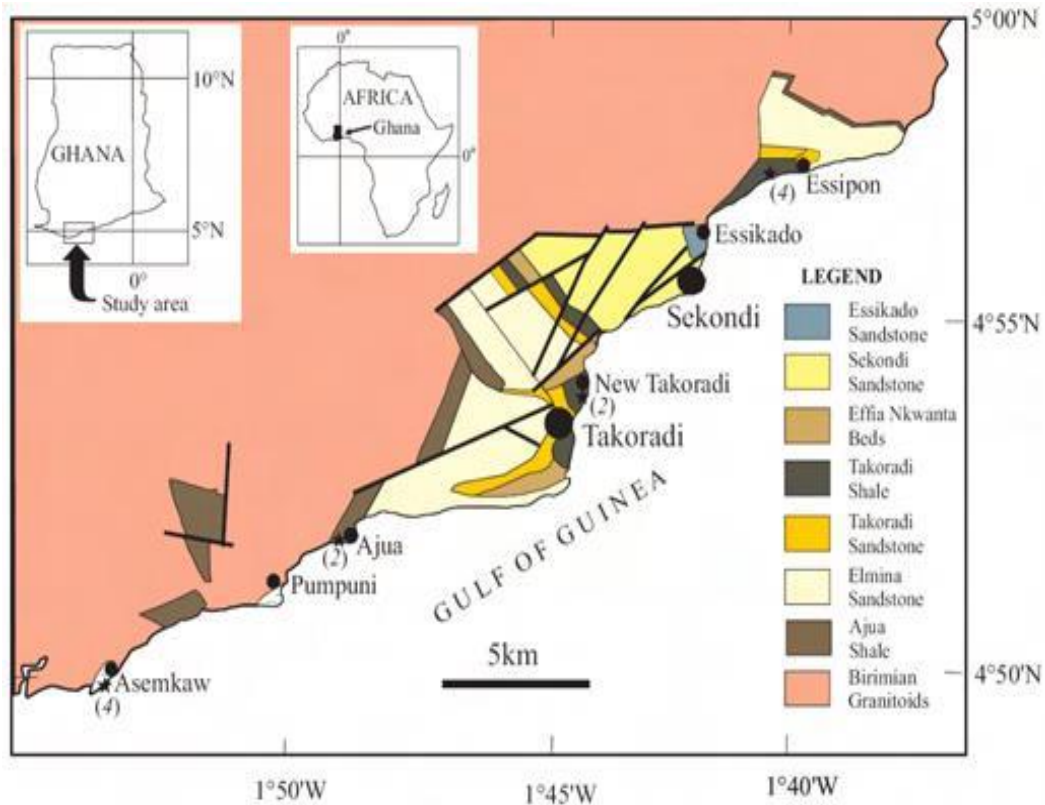 5°00'N
0°
10°N
AFRICA
Ghana
GHANA
0°
(4)
Essipon
5°N
Essikado
0°
Study area
LEGEND
Essikado
Sandstone
Sekondi
4°55'N
Sekondi
Sandstone
New Takoradi
(2)
Effia Nkwanta
Beds
Takoradi
Takoradi
Shale
GULF OF GUINEA
Takoradi
Sandstone
(2)
Ajua
Pumpuni
Elmina
Sandstone
5km
Ajua
Shale
Asemkaw
(4)
4°50'N
Birimian
Granitoids
1°50'W
1°45'W
1°40'W